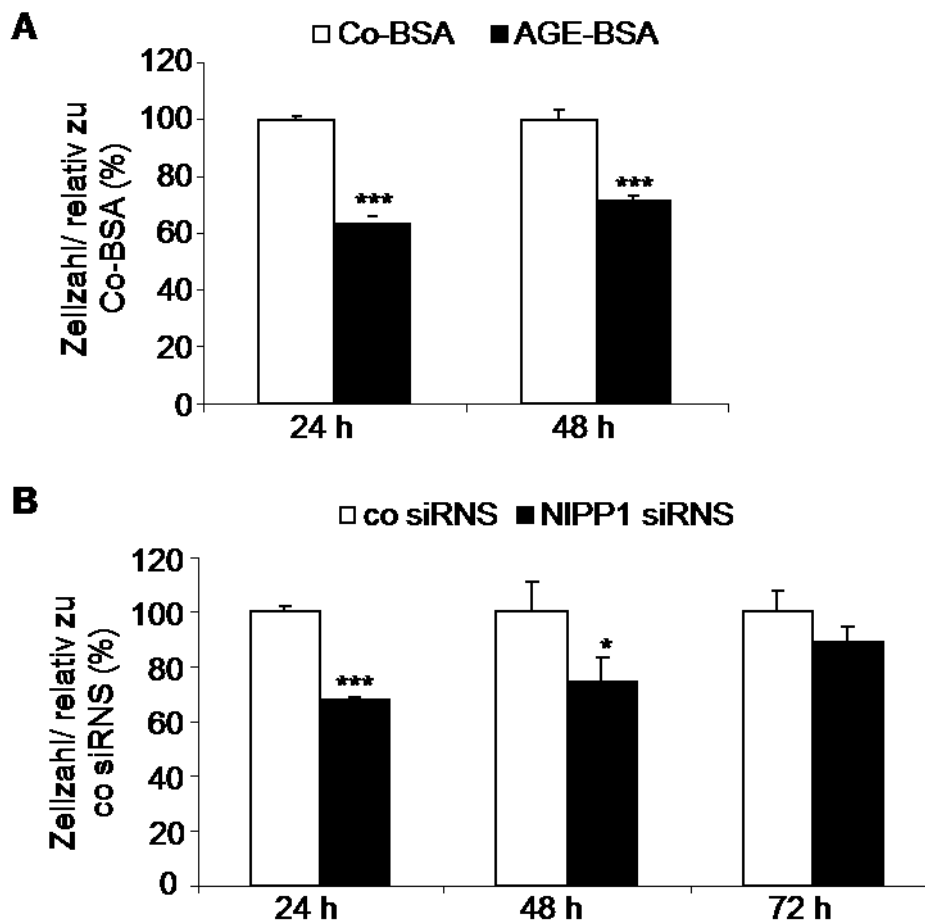 A
Co-BSA AGE-BSA
Zellzahl/ relativ zu
Co-BSA (%)
120
100
80
60
40
20
0
***
***
24 h 48 h
B
co siRNS NIPP1 siRNS
Zellzahl/ relativ zu
co siRNS (%)
120
100
80
60
40
20
0
***
*
24 h 48 h 72 h